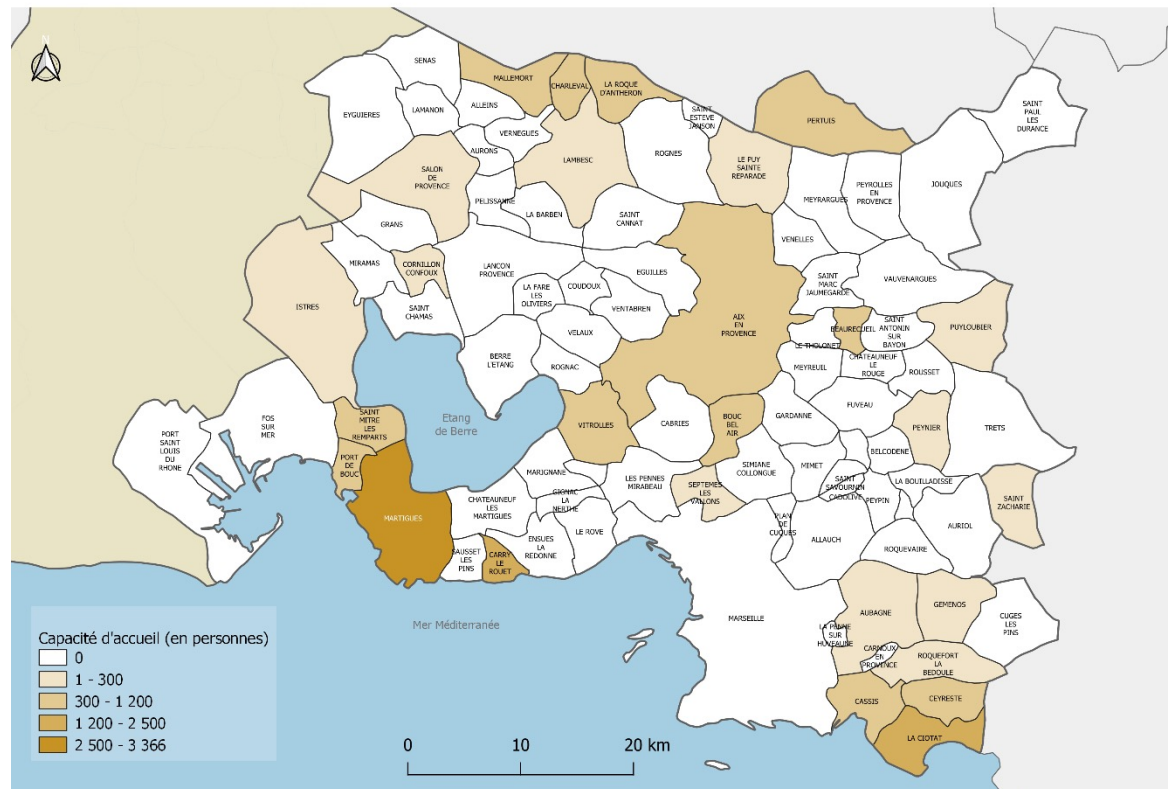 N
SENAS
MALLEMORT
CHARLEVAL
LA ROQUE
D'ANTHERON
EYGUIERES
LAMANON
ALLEINS
VERNEGUES
SAINT
ESTEVE
JANSON
PERTUIS
SAINT
PAUL
LES
DURANCE
AURONS
LAMBESC
ROGNES
LE PUY
SAINTE
REPARADE
SALON
DE
PROVENCE
PELISSANNE
LA BARBEN
SAINT
CANNAT
MEYRARGUES
PEYROLLES
EN
PROVENCE
JOUQUES
GRANS
VENELLES
MIRAMAS
CORNILLON
CONFOUX
LANCON
PROVENCE
EGUILLES
SAINT
MARC
JAUMEGARDE
VAUVENARGUES
ISTRES
SAINT
CHAMAS
LA FARE
LES
OLIVIERS
COUDOUX
VENTABREN
AIX
EN
PROVENCE
VELAUX
LE THOLONET
BEAURECUEIL
SAINT
ANTONIN
SUR
BAYON
PUYLOUBIER
BERRE
L'ETANG
ROGNAC
MEYREUIL
CHATEAUNEUF
LE
ROUGE
ROUSSET
Etang
de Berre
SAINT
MITRE
LES
REMPARTS
FOS
SUR
MER
PORT
SAINT
LOUIS
DU
RHONE
PORT
DE
BOUC
VITROLLES
CABRIES
BOUC
BEL
AIR
GARDANNE
FUVEAU
PEYNIER
TRETS
MARTIGUES
MARIGNANE
GIGNAC
LA
NERTHE
LES PENNES
MIRABEAU
SEPTEMES
LES
VALLONS
SIMIANE
COLLONGUE
MIMET
BELCODENE
SAINT
SAVOURNIN
CADOLIVE
PEYPIN
LA BOUILLADISSE
SAINT
ZACHARIE
CHATEAUNEUF
LES
MARTIGUES
ENSUES
LA
REDONNE
LE ROVE
PLAN
DE
CUQUES
ALLAUCH
AURIOL
ROQUEVAIRE
SAUSSET
LES
PINS
CARRY
LE
ROUET
MARSEILLE
AUBAGNE
GEMENOS
CUGES
LES
PINS
LA PENNE
SUR
HUVEAUNE
CARNOUX
EN
PROVENCE
ROQUEFORT
LA
BEDOULE
CASSIS
CEYRESTE
LA CIOTAT
Mer Méditerranée
Capacité d'accueil (en personnes)
0
1 - 300
300 - 1 200
1 200 - 2 500
2 500 - 3 366
0 10 20 km